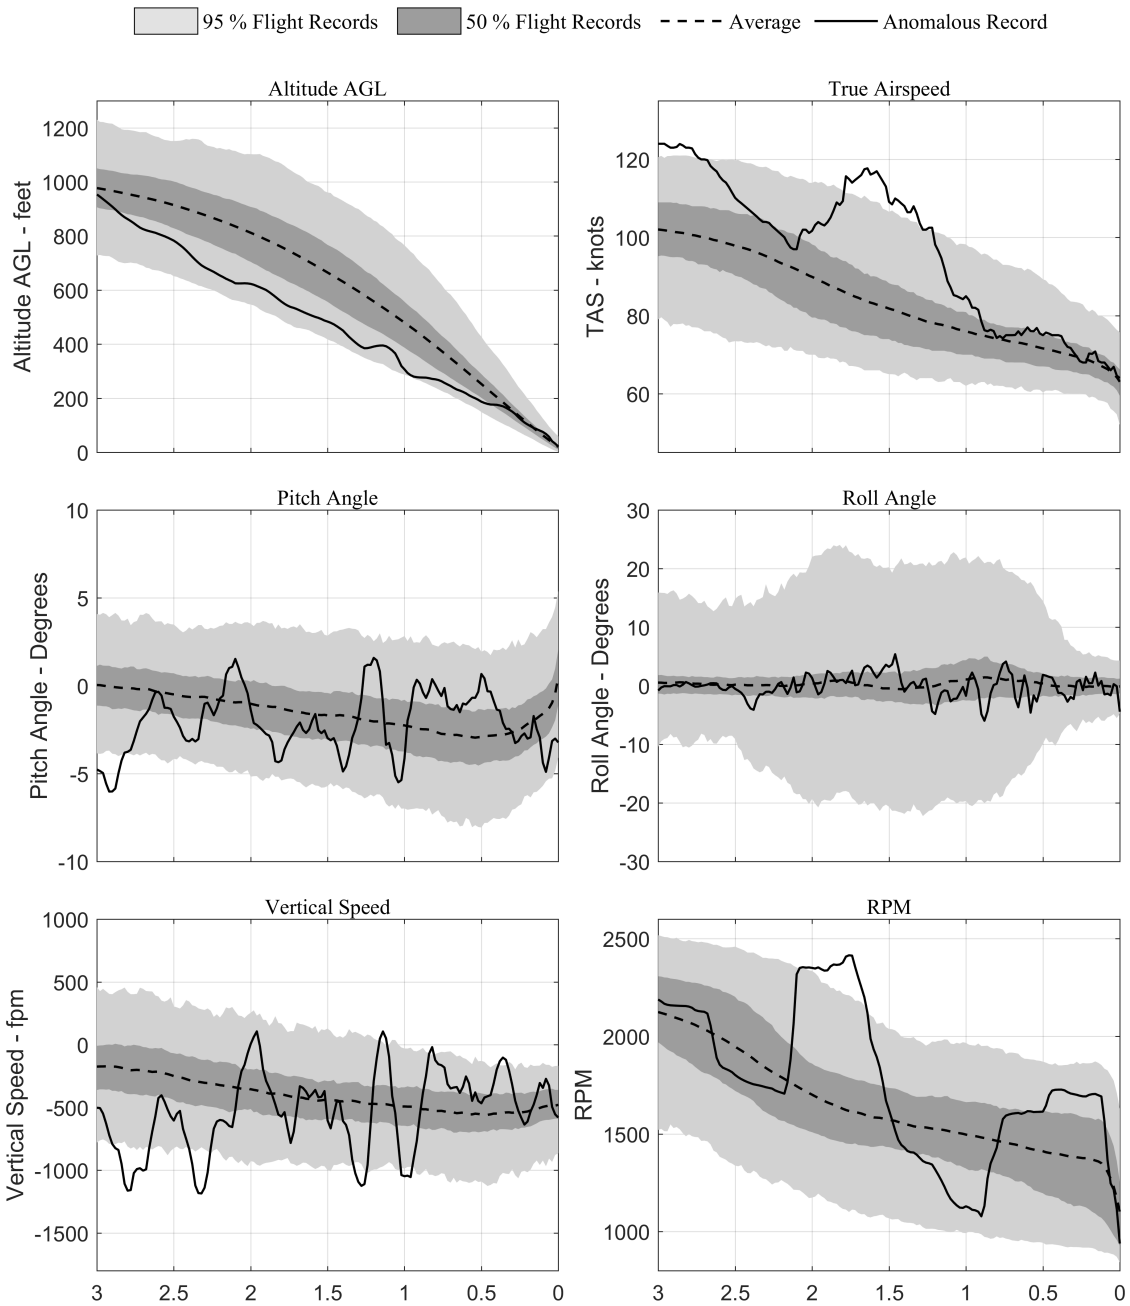 95 % Flight Records 50 % Flight Records Average Anomalous Record
Altitude AGL
Altitude AGL - feet
1200
1000
800
600
400
200
0
True Airspeed
TAS - knots
120
100
80
60
Pitch Angle
Pitch Angle - Degrees
10
5
0
-5
-10
Roll Angle
Roll Angle - Degrees
30
20
10
0
-10
-20
-30
Vertical Speed
Vertical Speed - fpm
1000
500
0
-500
-1000
-1500
3 2.5 2 1.5 1 0.5 0
RPM
RPM
2500
2000
1500
1000
3 2.5 2 1.5 1 0.5 0